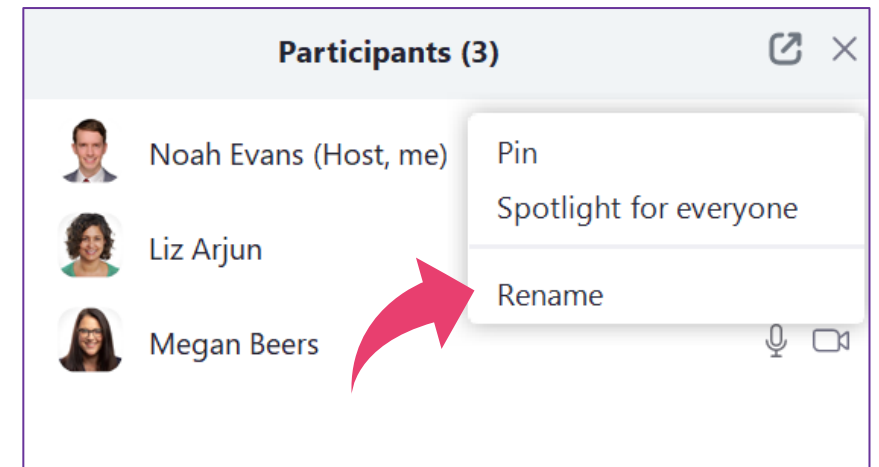 Participants (3)
Noah Evans (Host, me)
Pin
Spotlight for everyone
Liz Arjun
Rename
Megan Beers